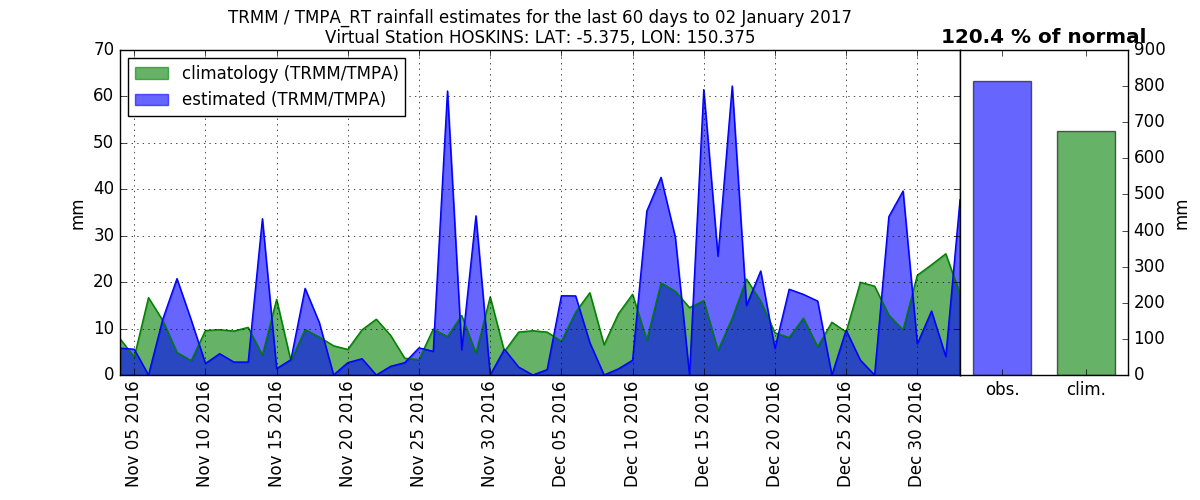 TRMM / TMPA_RT rainfall estimates for the last 60 days to 02 January 2017
Virtual Station HOSKINS: LAT: -5.375, LON: 150.375
120.4 % of normal
climatology (TRMM/TMPA)
estimated (TRMM/TMPA)
mm
70
60
50
40
30
20
10
0
Nov 05 2016
Nov 10 2016
Nov 15 2016
Nov 20 2016
Nov 25 2016
Nov 30 2016
Dec 05 2016
Dec 10 2016
Dec 15 2016
Dec 20 2016
Dec 25 2016
Dec 30 2016
900
800
700
600
500
400
300
200
100
0
mm
obs.
clim.